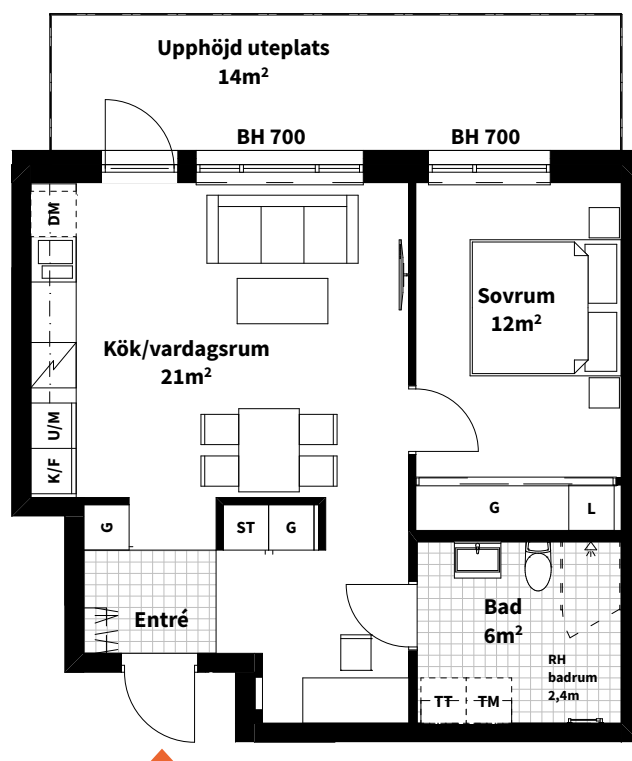 Upphöjd uteplats
14m²
BH 700
BH 700
DM
Sovrum
12m²
Kök/vardagsrum
21m²
U/M
K/F
G
ST
G
G
L
Entré
Bad
6m²
RH
badrum
2,4m
TT
TM